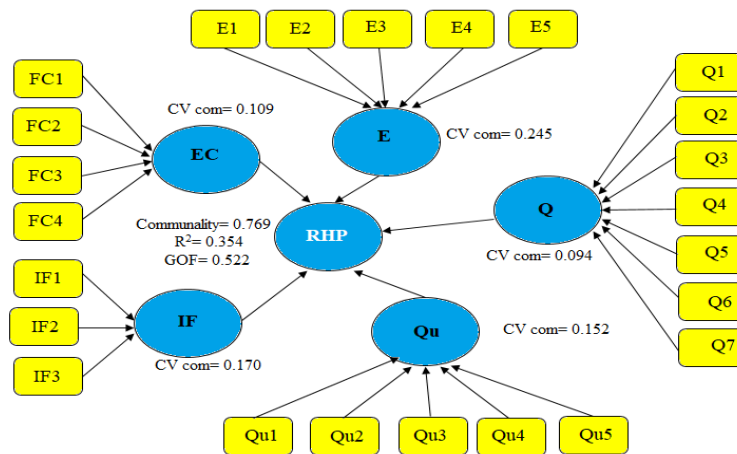 E1
E2
E3
E4
E5
FC1
FC2
FC3
FC4
CV com= 0.109
EC
E
CV com= 0.245
Q1
Q2
Q3
Q4
Q5
Q6
Q7
Q
CV com= 0.094
Communality= 0.769
R²= 0.354
GOF= 0.522
RHP
IF1
IF2
IF3
IF
CV com= 0.170
Qu
CV com= 0.152
Qu1
Qu2
Qu3
Qu4
Qu5